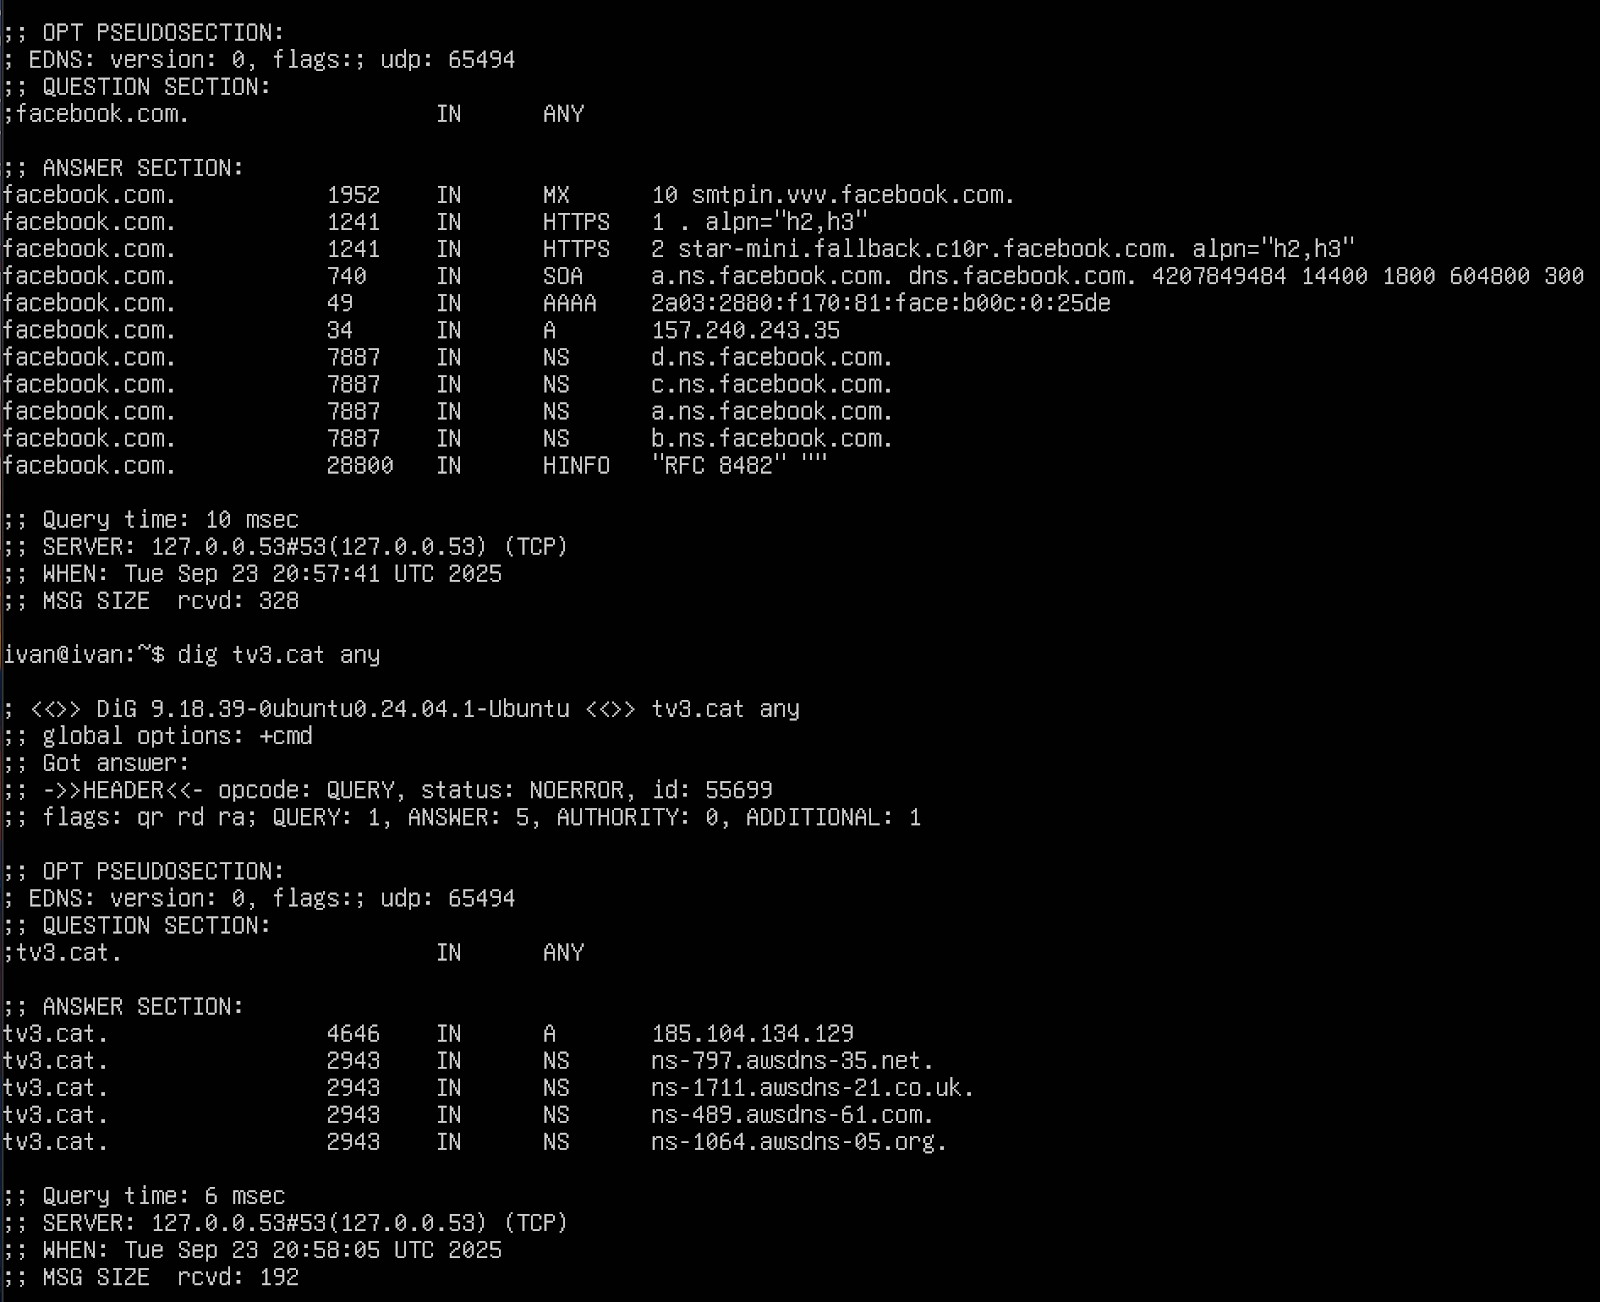 ;; OPT PSEUDOSECTION:
; EDNS: version: 0, flags:; udp: 65494
;; QUESTION SECTION:
;facebook.com. IN ANY
;; ANSWER SECTION:
facebook.com. 1952 IN MX 10 smtpin.vvv.facebook.com.
facebook.com. 1241 IN HTTPS 1 . alpn="h2,h3"
facebook.com. 1241 IN HTTPS 2 star-mini.fallback.c10r.facebook.com. alpn="h2,h3"
facebook.com. 740 IN SOA a.ns.facebook.com. dns.facebook.com. 4207849484 14400 1800 604800 300
facebook.com. 49 IN AAAA 2a03:2880:f170:81:face:b00c:0:25de
facebook.com. 34 IN A 157.240.243.35
facebook.com. 7887 IN NS d.ns.facebook.com.
facebook.com. 7887 IN NS c.ns.facebook.com.
facebook.com. 7887 IN NS a.ns.facebook.com.
facebook.com. 7887 IN NS b.ns.facebook.com.
facebook.com. 28800 IN HINFO "RFC 8482" ""
;; Query time: 10 msec
;; SERVER: 127.0.0.53#53(127.0.0.53) (TCP)
;; WHEN: Tue Sep 23 20:57:41 UTC 2025
;; MSG SIZE  rcvd: 328
ivan@ivan:~$ dig tv3.cat any
; <<>> DiG 9.18.39-0ubuntu0.24.04.1-Ubuntu <<>> tv3.cat any
;; global options: +cmd
;; Got answer:
;; ->>HEADER<<- opcode: QUERY, status: NOERROR, id: 55699
;; flags: qr rd ra; QUERY: 1, ANSWER: 5, AUTHORITY: 0, ADDITIONAL: 1
;; OPT PSEUDOSECTION:
; EDNS: version: 0, flags:; udp: 65494
;; QUESTION SECTION:
;tv3.cat. IN ANY
;; ANSWER SECTION:
tv3.cat. 4646 IN A 185.104.134.129
tv3.cat. 2943 IN NS ns-797.awsdns-35.net.
tv3.cat. 2943 IN NS ns-1711.awsdns-21.co.uk.
tv3.cat. 2943 IN NS ns-489.awsdns-61.com.
tv3.cat. 2943 IN NS ns-1064.awsdns-05.org.
;; Query time: 6 msec
;; SERVER: 127.0.0.53#53(127.0.0.53) (TCP)
;; WHEN: Tue Sep 23 20:58:05 UTC 2025
;; MSG SIZE  rcvd: 192